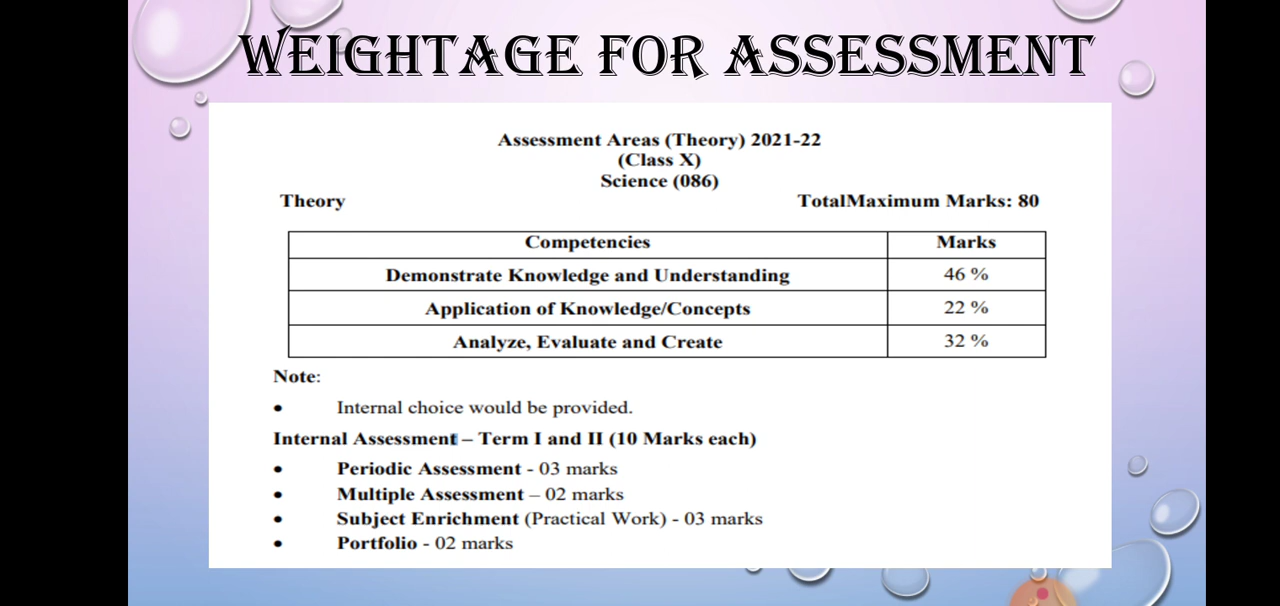 WEIGHTAGE FOR ASSESSMENT
Assessment Areas (Theory) 2021-22
(Class X)
Science (086)
Theory TotalMaximum Marks: 80
Competencies Marks
Demonstrate Knowledge and Understanding 46 %
Application of Knowledge/Concepts 22 %
Analyze, Evaluate and Create 32 %
Note:
• Internal choice would be provided.
Internal Assessment – Term I and II (10 Marks each)
• Periodic Assessment - 03 marks
• Multiple Assessment – 02 marks
• Subject Enrichment (Practical Work) - 03 marks
• Portfolio - 02 marks